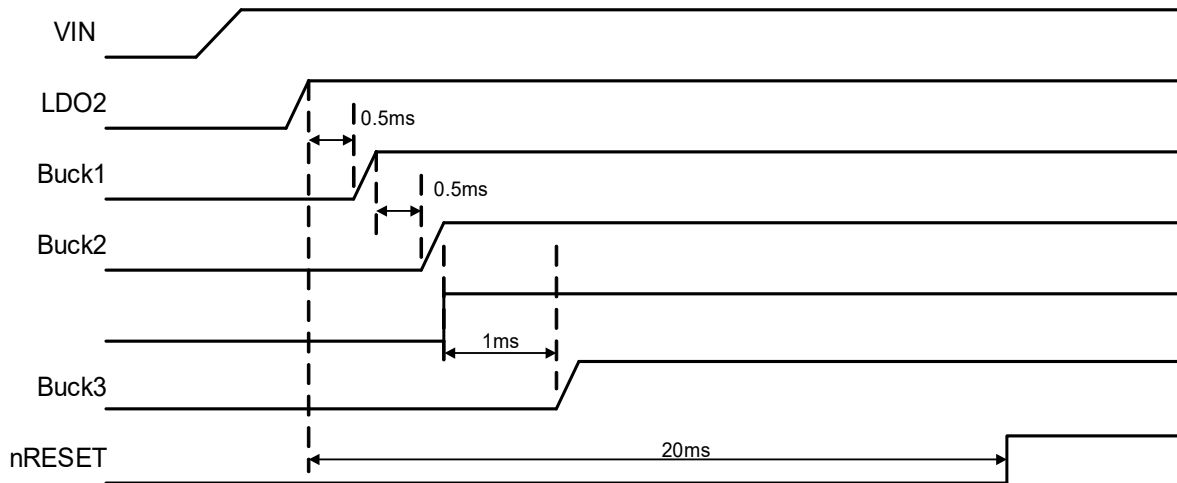 VIN
LDO2
0.5ms
Buck1
0.5ms
Buck2
1ms
Buck3
20ms
nRESET